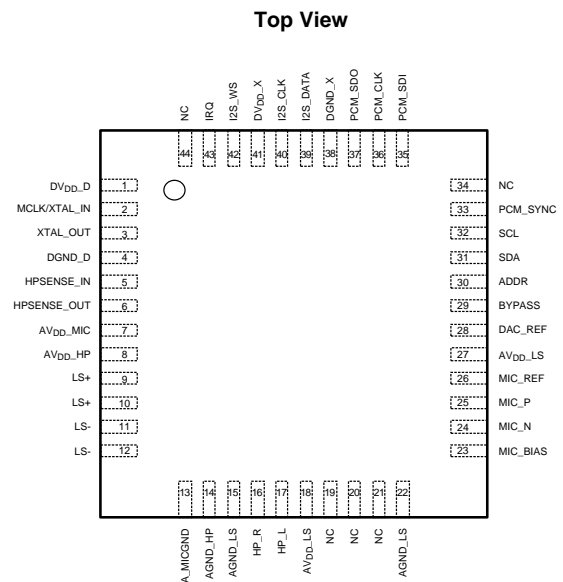 Top View
NC
IRQ
I2S_WS
DVDD_X
I2S_CLK
I2S_DATA
DGND_X
PCM_SDO
PCM_CLK
PCM_SDI
44
43
42
41
40
39
38
37
36
35
DVDD_D 1
MCLK/XTAL_IN 2
XTAL_OUT 3
DGND_D 4
HPSENSE_IN 5
HPSENSE_OUT 6
AVDD_MIC 7
AVDD_HP 8
LS+ 9
LS+ 10
LS- 11
LS- 12
34 NC
33 PCM_SYNC
32 SCL
31 SDA
30 ADDR
29 BYPASS
28 DAC_REF
27 AVDD_LS
26 MIC_REF
25 MIC_P
24 MIC_N
23 MIC_BIAS
13
14
15
16
17
18
19
20
21
22
A_MICGND
AGND_HP
AGND_LS
HP_R
HP_L
AVDD_LS
NC
NC
NC
AGND_LS